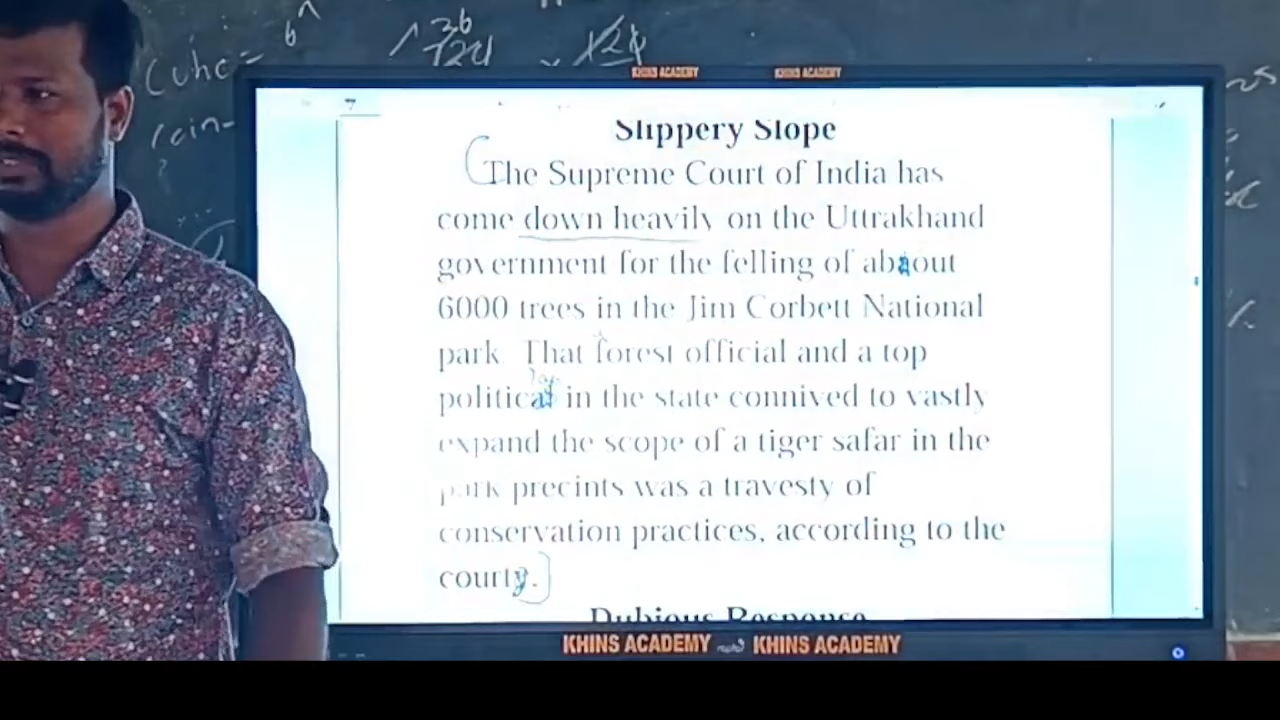 KHINS ACADEMY KHINS ACADEMY
Slippery Slope
The Supreme Court of India has
come down heavily on the Uttrakhand
government for the felling of about
6000 trees in the Jim Corbett National
park. That forest official and a top
political in the state connived to vastly
expand the scope of a tiger safar in the
park precints was a travesty of
conservation practices, according to the
courty.
Dubious Response
KHINS ACADEMY KHINS ACADEMY